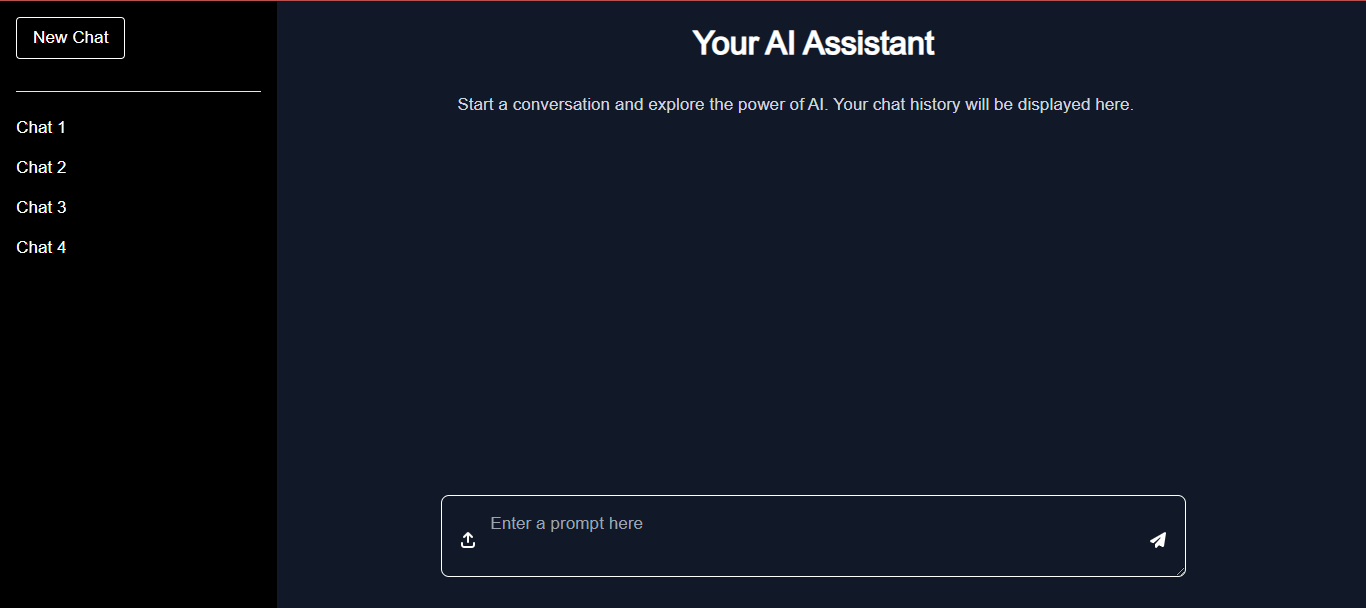 New Chat
Chat 1
Chat 2
Chat 3
Chat 4
Your AI Assistant
Start a conversation and explore the power of AI. Your chat history will be displayed here.
Enter a prompt here